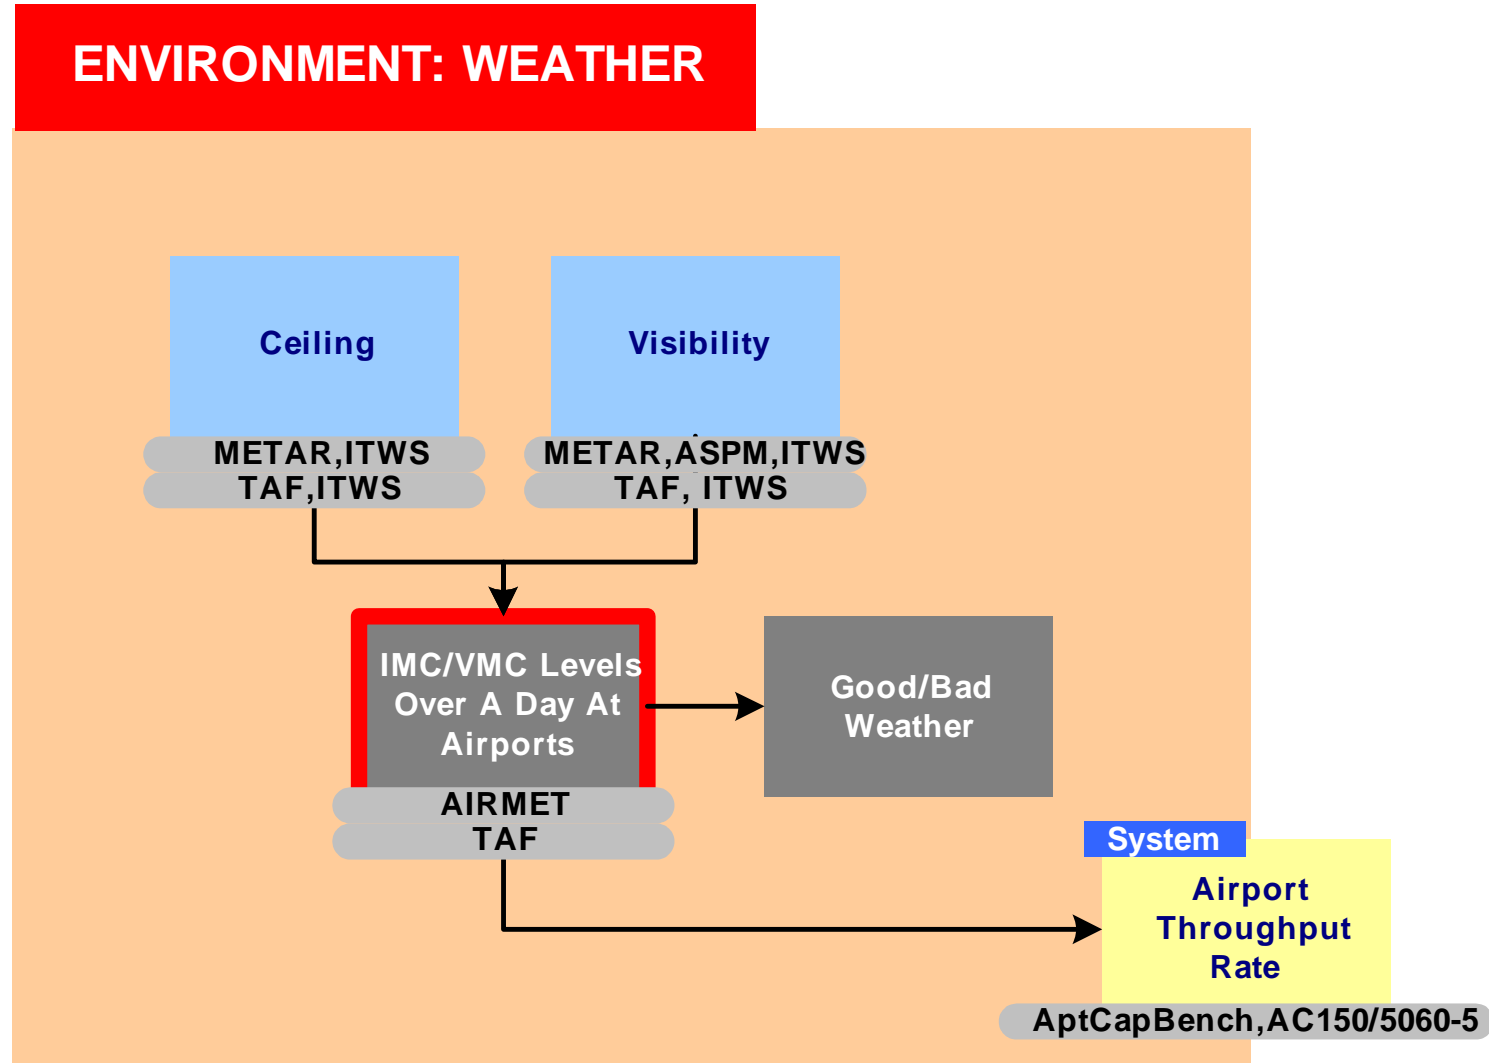 ENVIRONMENT: WEATHER
Ceiling
Visibility
METAR,ITWS
METAR,ASPM,ITWS
TAF,ITWS
TAF, ITWS
IMC/VMC Levels
Over A Day At
Airports
Good/Bad
Weather
AIRMET
TAF
System
Airport
Throughput
Rate
AptCapBench,AC150/5060-5